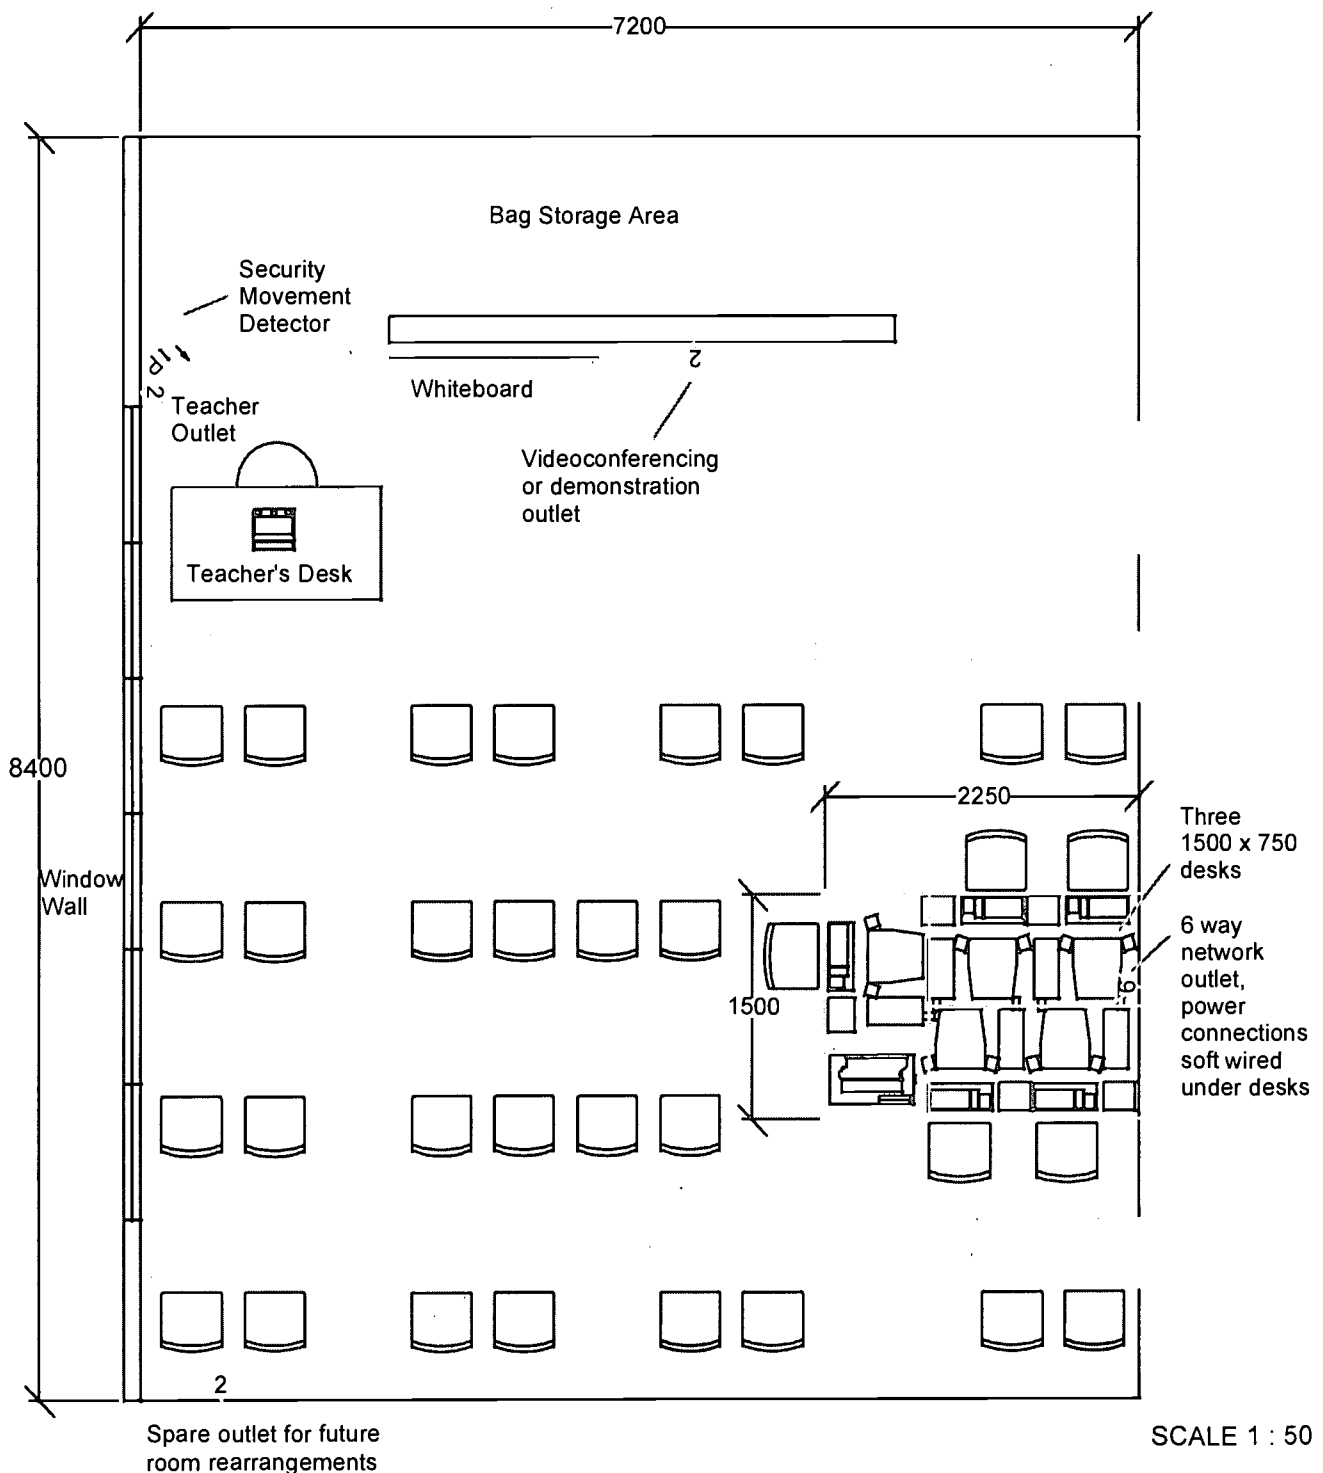 7200
Bag Storage Area
Security
Movement
Detector
IP
2
2
Whiteboard
Teacher
Outlet
Videoconferencing
or demonstration
outlet
Teacher's Desk
8400
2250
Three
1500 x 750
desks
Window
Wall
6 way
network
outlet,
power
connections
soft wired
under desks
6
1500
2
Spare outlet for future
room rearrangements
SCALE 1 : 50